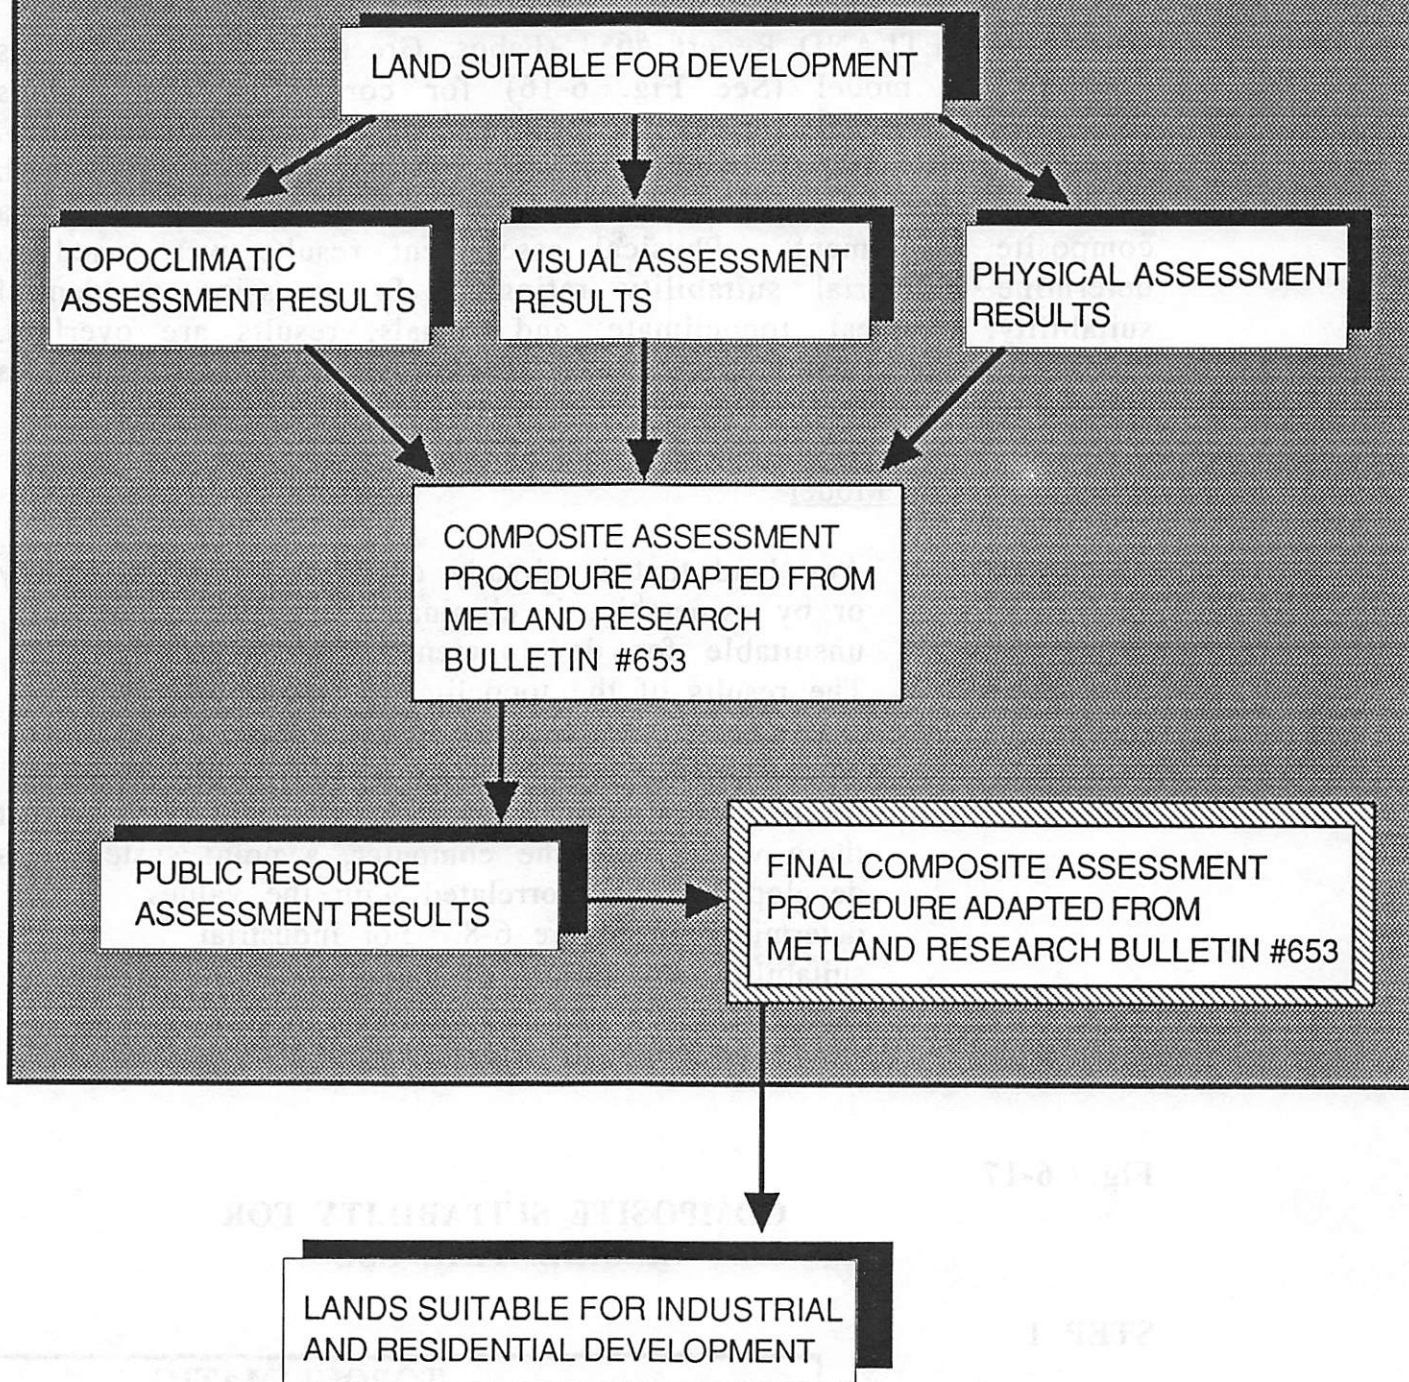 LAND SUITABLE FOR DEVELOPMENT
TOPOCLIMATIC
ASSESSMENT RESULTS
VISUAL ASSESSMENT
RESULTS
PHYSICAL ASSESSMENT
RESULTS
COMPOSITE ASSESSMENT
PROCEDURE ADAPTED FROM
METLAND RESEARCH
BULLETIN #653
PUBLIC RESOURCE
ASSESSMENT RESULTS
FINAL COMPOSITE ASSESSMENT
PROCEDURE ADAPTED FROM
METLAND RESEARCH BULLETIN #653
LANDS SUITABLE FOR INDUSTRIAL
AND RESIDENTIAL DEVELOPMENT